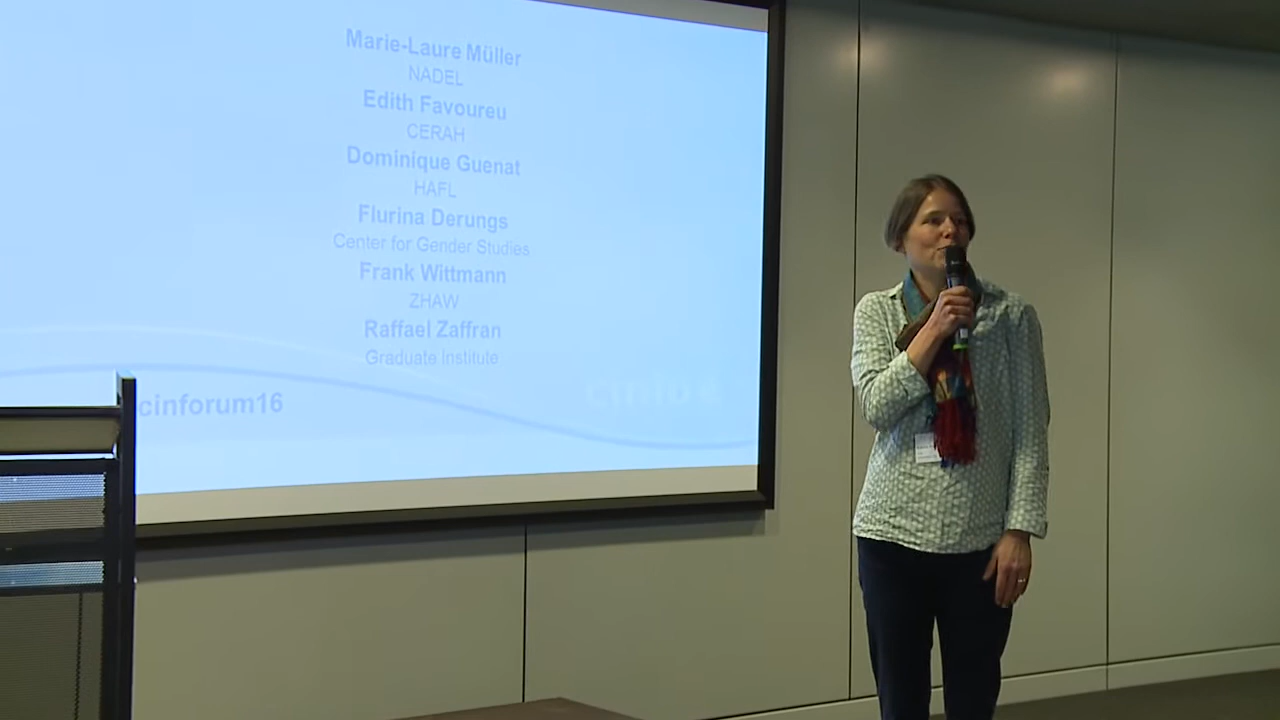 Marie-Laure Müller
NADEL
Edith Favoureu
CERAH
Dominique Guenat
HAFL
Flurina Derungs
Center for Gender Studies
Frank Wittmann
ZHAW
Raffael Zaffran
Graduate Institute
cinforum16
cinfo